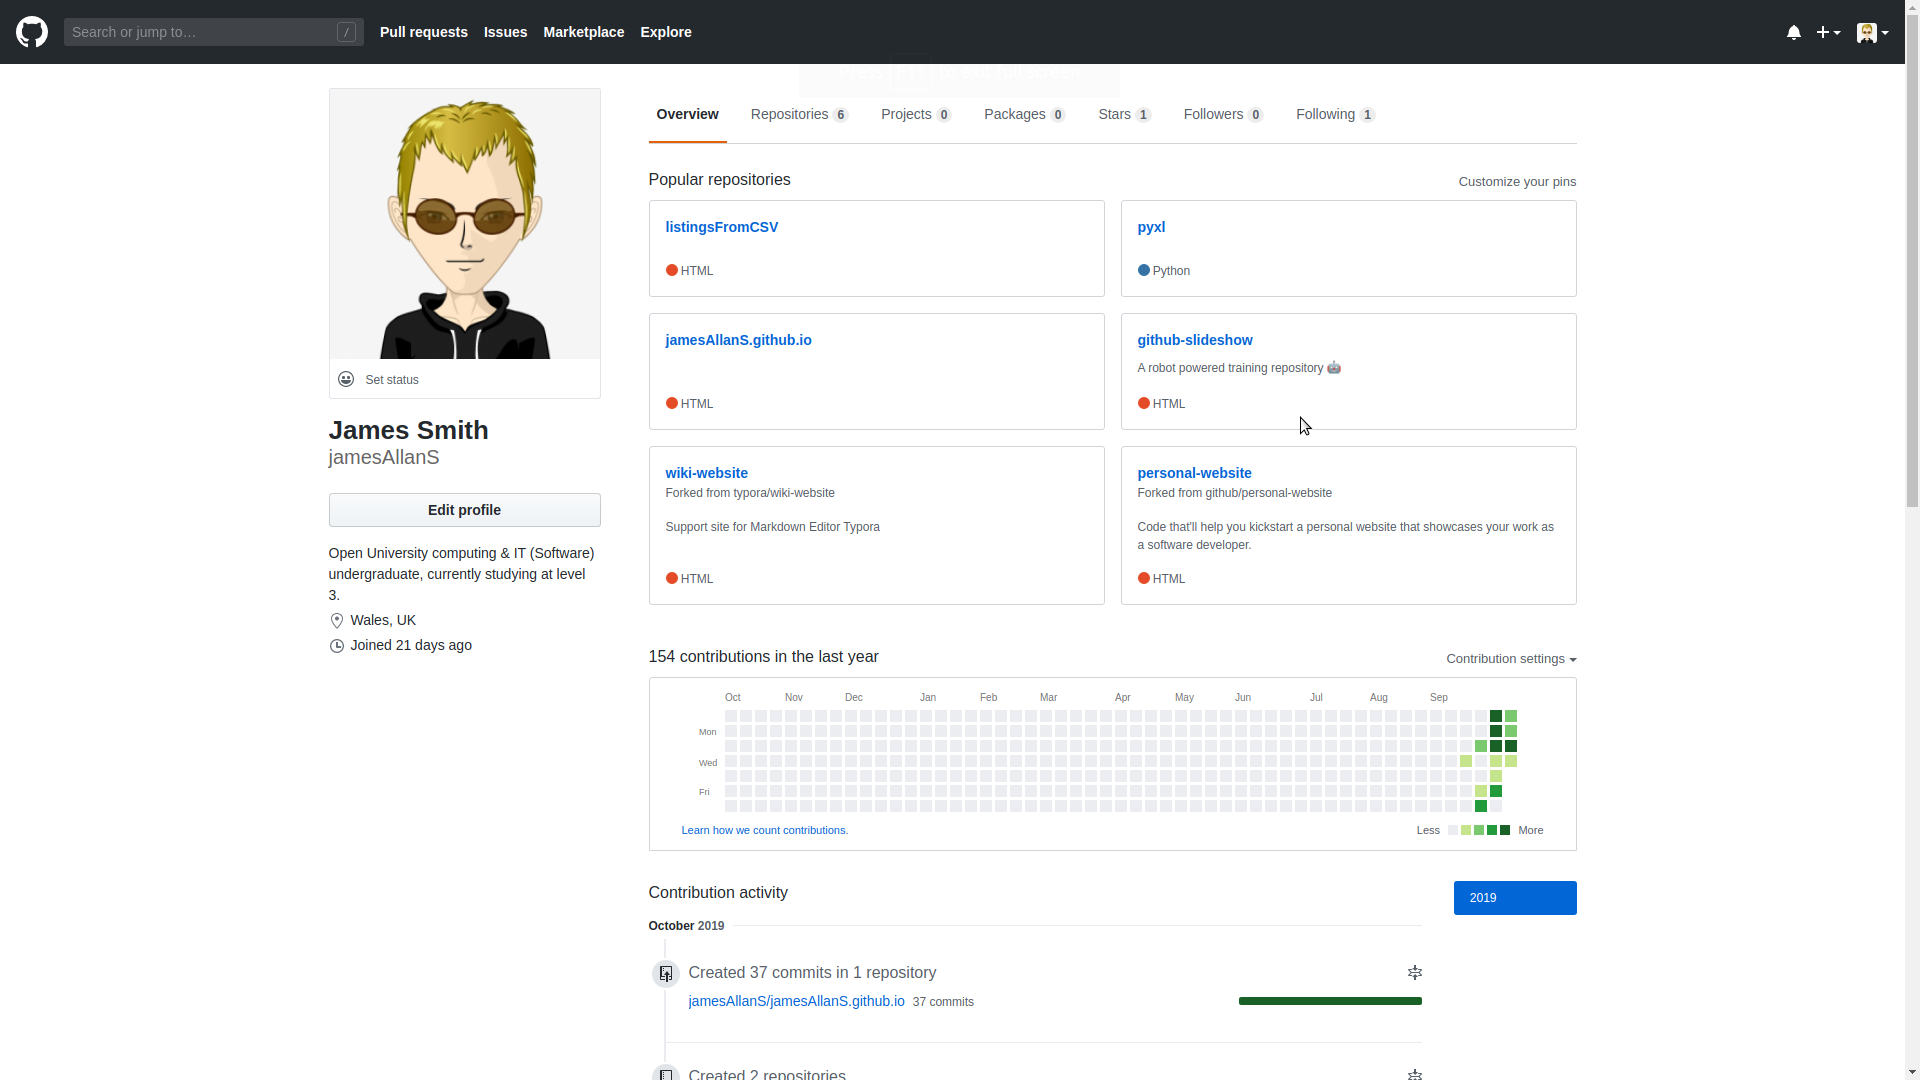 Search or jump to…
/
Pull requests
Issues
Marketplace
Explore
Overview
Repositories 6
Projects 0
Packages 0
Stars 1
Followers 0
Following 1
Set status
James Smith
jamesAllanS
Edit profile
Open University computing & IT (Software)
undergraduate, currently studying at level
3.
Wales, UK
Joined 21 days ago
Popular repositories
Customize your pins
listingsFromCSV
HTML
pyxl
Python
jamesAllanS.github.io
HTML
github-slideshow
A robot powered training repository 🤖
HTML
wiki-website
Forked from typora/wiki-website
Support site for Markdown Editor Typora
HTML
personal-website
Forked from github/personal-website
Code that'll help you kickstart a personal website that showcases your work as
a software developer.
HTML
154 contributions in the last year
Contribution settings
Oct Nov Dec Jan Feb Mar Apr May Jun Jul Aug Sep
Mon
Wed
Fri
Learn how we count contributions.
Less
More
Contribution activity
2019
October 2019
Created 37 commits in 1 repository
jamesAllanS/jamesAllanS.github.io 37 commits
Created 2 repositories